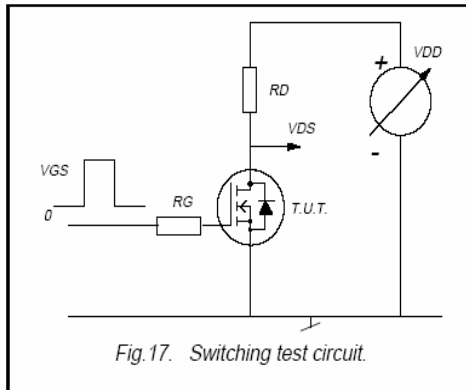 VDD
+
RD
VDS
-
VGS
0
RG
T.U.T.
Fig.17. Switching test circuit.